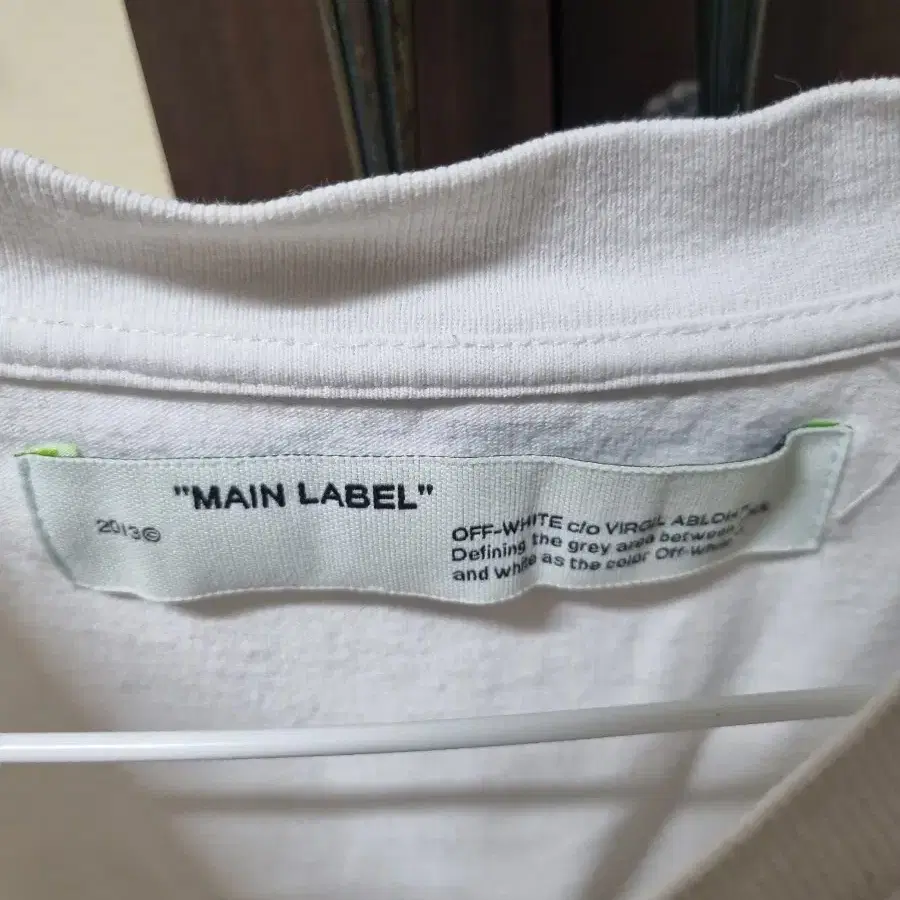 "MAIN LABEL"
2013©
OFF-WHITE c/o VIRGIL ABLOH
Defining the grey area between
and white as the color Off-White